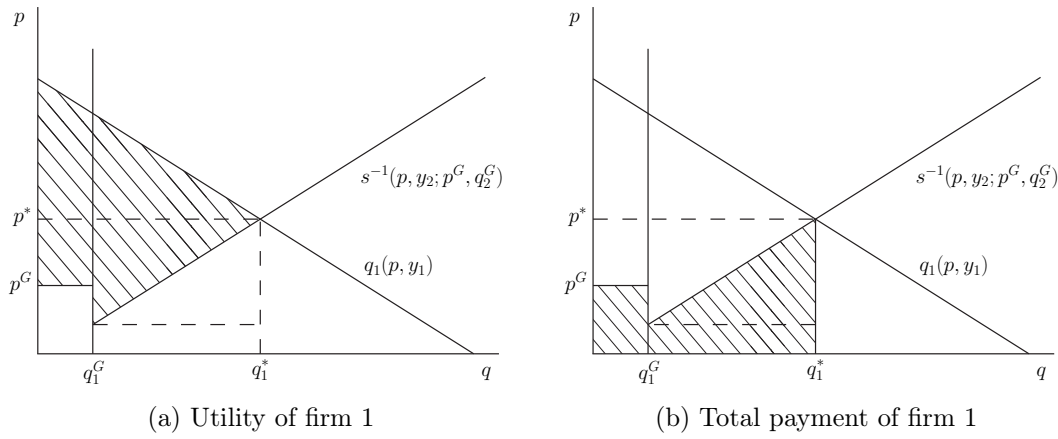 p
s^{-1}(p, y_2; p^G, q_2^G)
p^*
p^G
q_1(p, y_1)
q_1^G
q_1^*
q
(a) Utility of firm 1
p
s^{-1}(p, y_2; p^G, q_2^G)
p^*
p^G
q_1(p, y_1)
q_1^G
q_1^*
q
(b) Total payment of firm 1